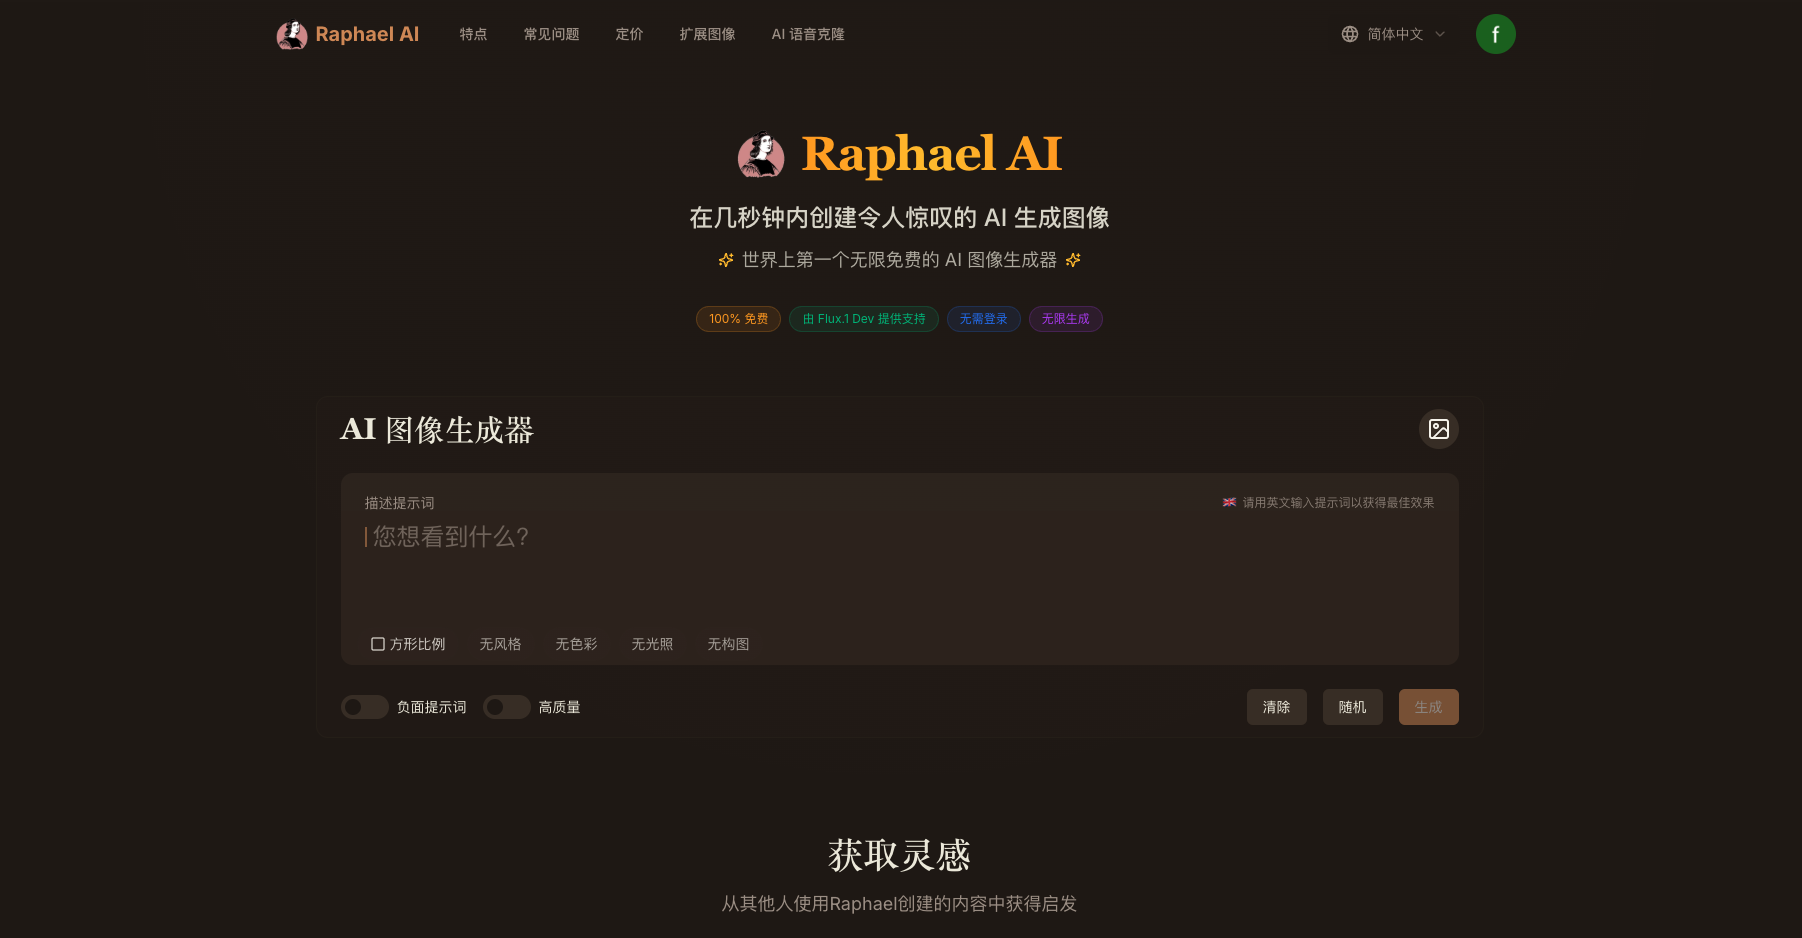 Raphael AI 特点 常见问题 定价 扩展图像 AI 语音克隆 简体中文 f
Raphael AI
在几秒钟内创建令人惊叹的 AI 生成图像
世界上第一个无限免费的 AI 图像生成器
100% 免费 由 Flux.1 Dev 提供支持 无需登录 无限生成
AI 图像生成器
描述提示词 请用英文输入提示词以获得最佳效果
您想看到什么?
方形比例 无风格 无色彩 无光照 无构图
负面提示词 高质量 清除 随机 生成
获取灵感
从其他人使用Raphael创建的内容中获得启发